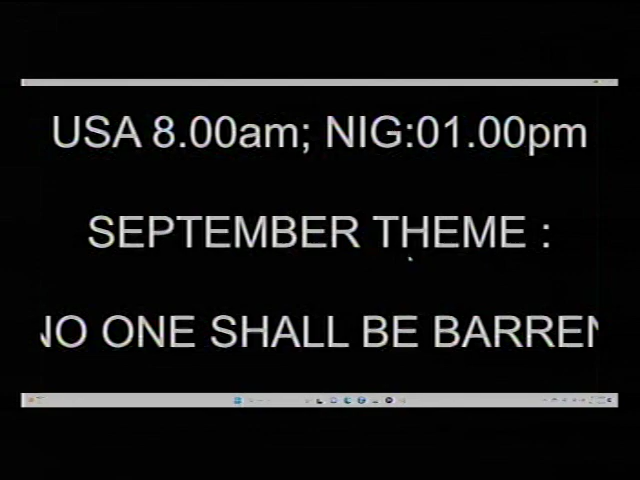 USA 8.00am; NIG:01.00pm
SEPTEMBER THEME :
NO ONE SHALL BE BARREN